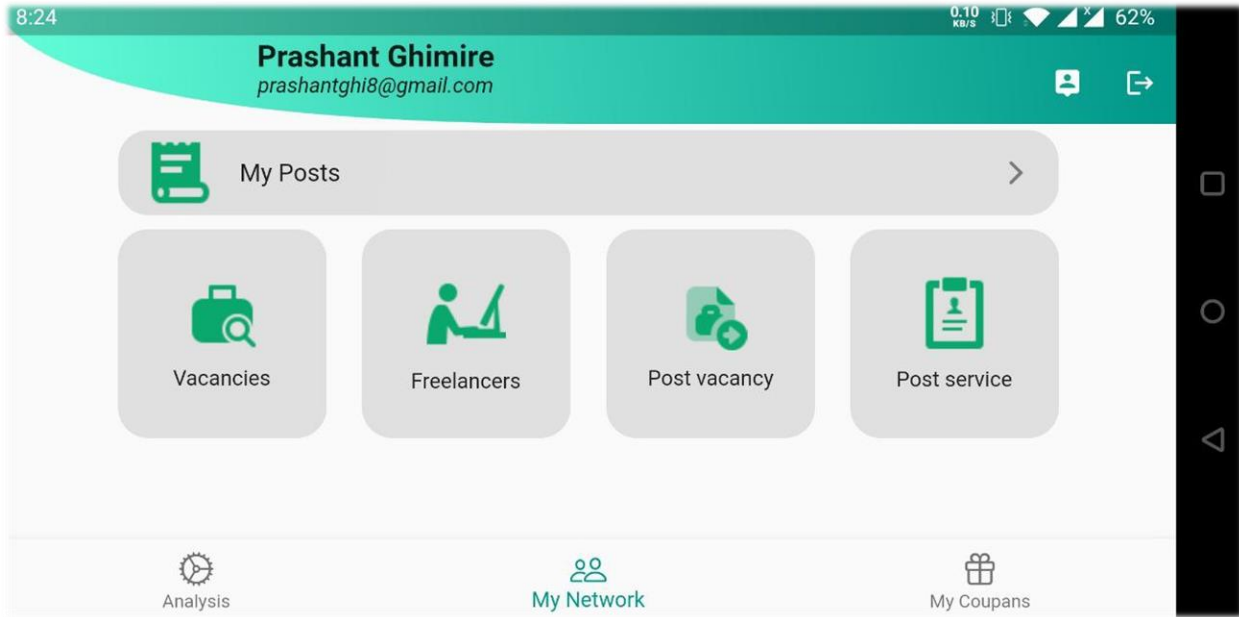 8:24
0.10 KB/S
x
62%
Prashant Ghimire
prashantghi8@gmail.com
My Posts
Vacancies
Freelancers
Post vacancy
Post service
Analysis
My Network
My Coupans